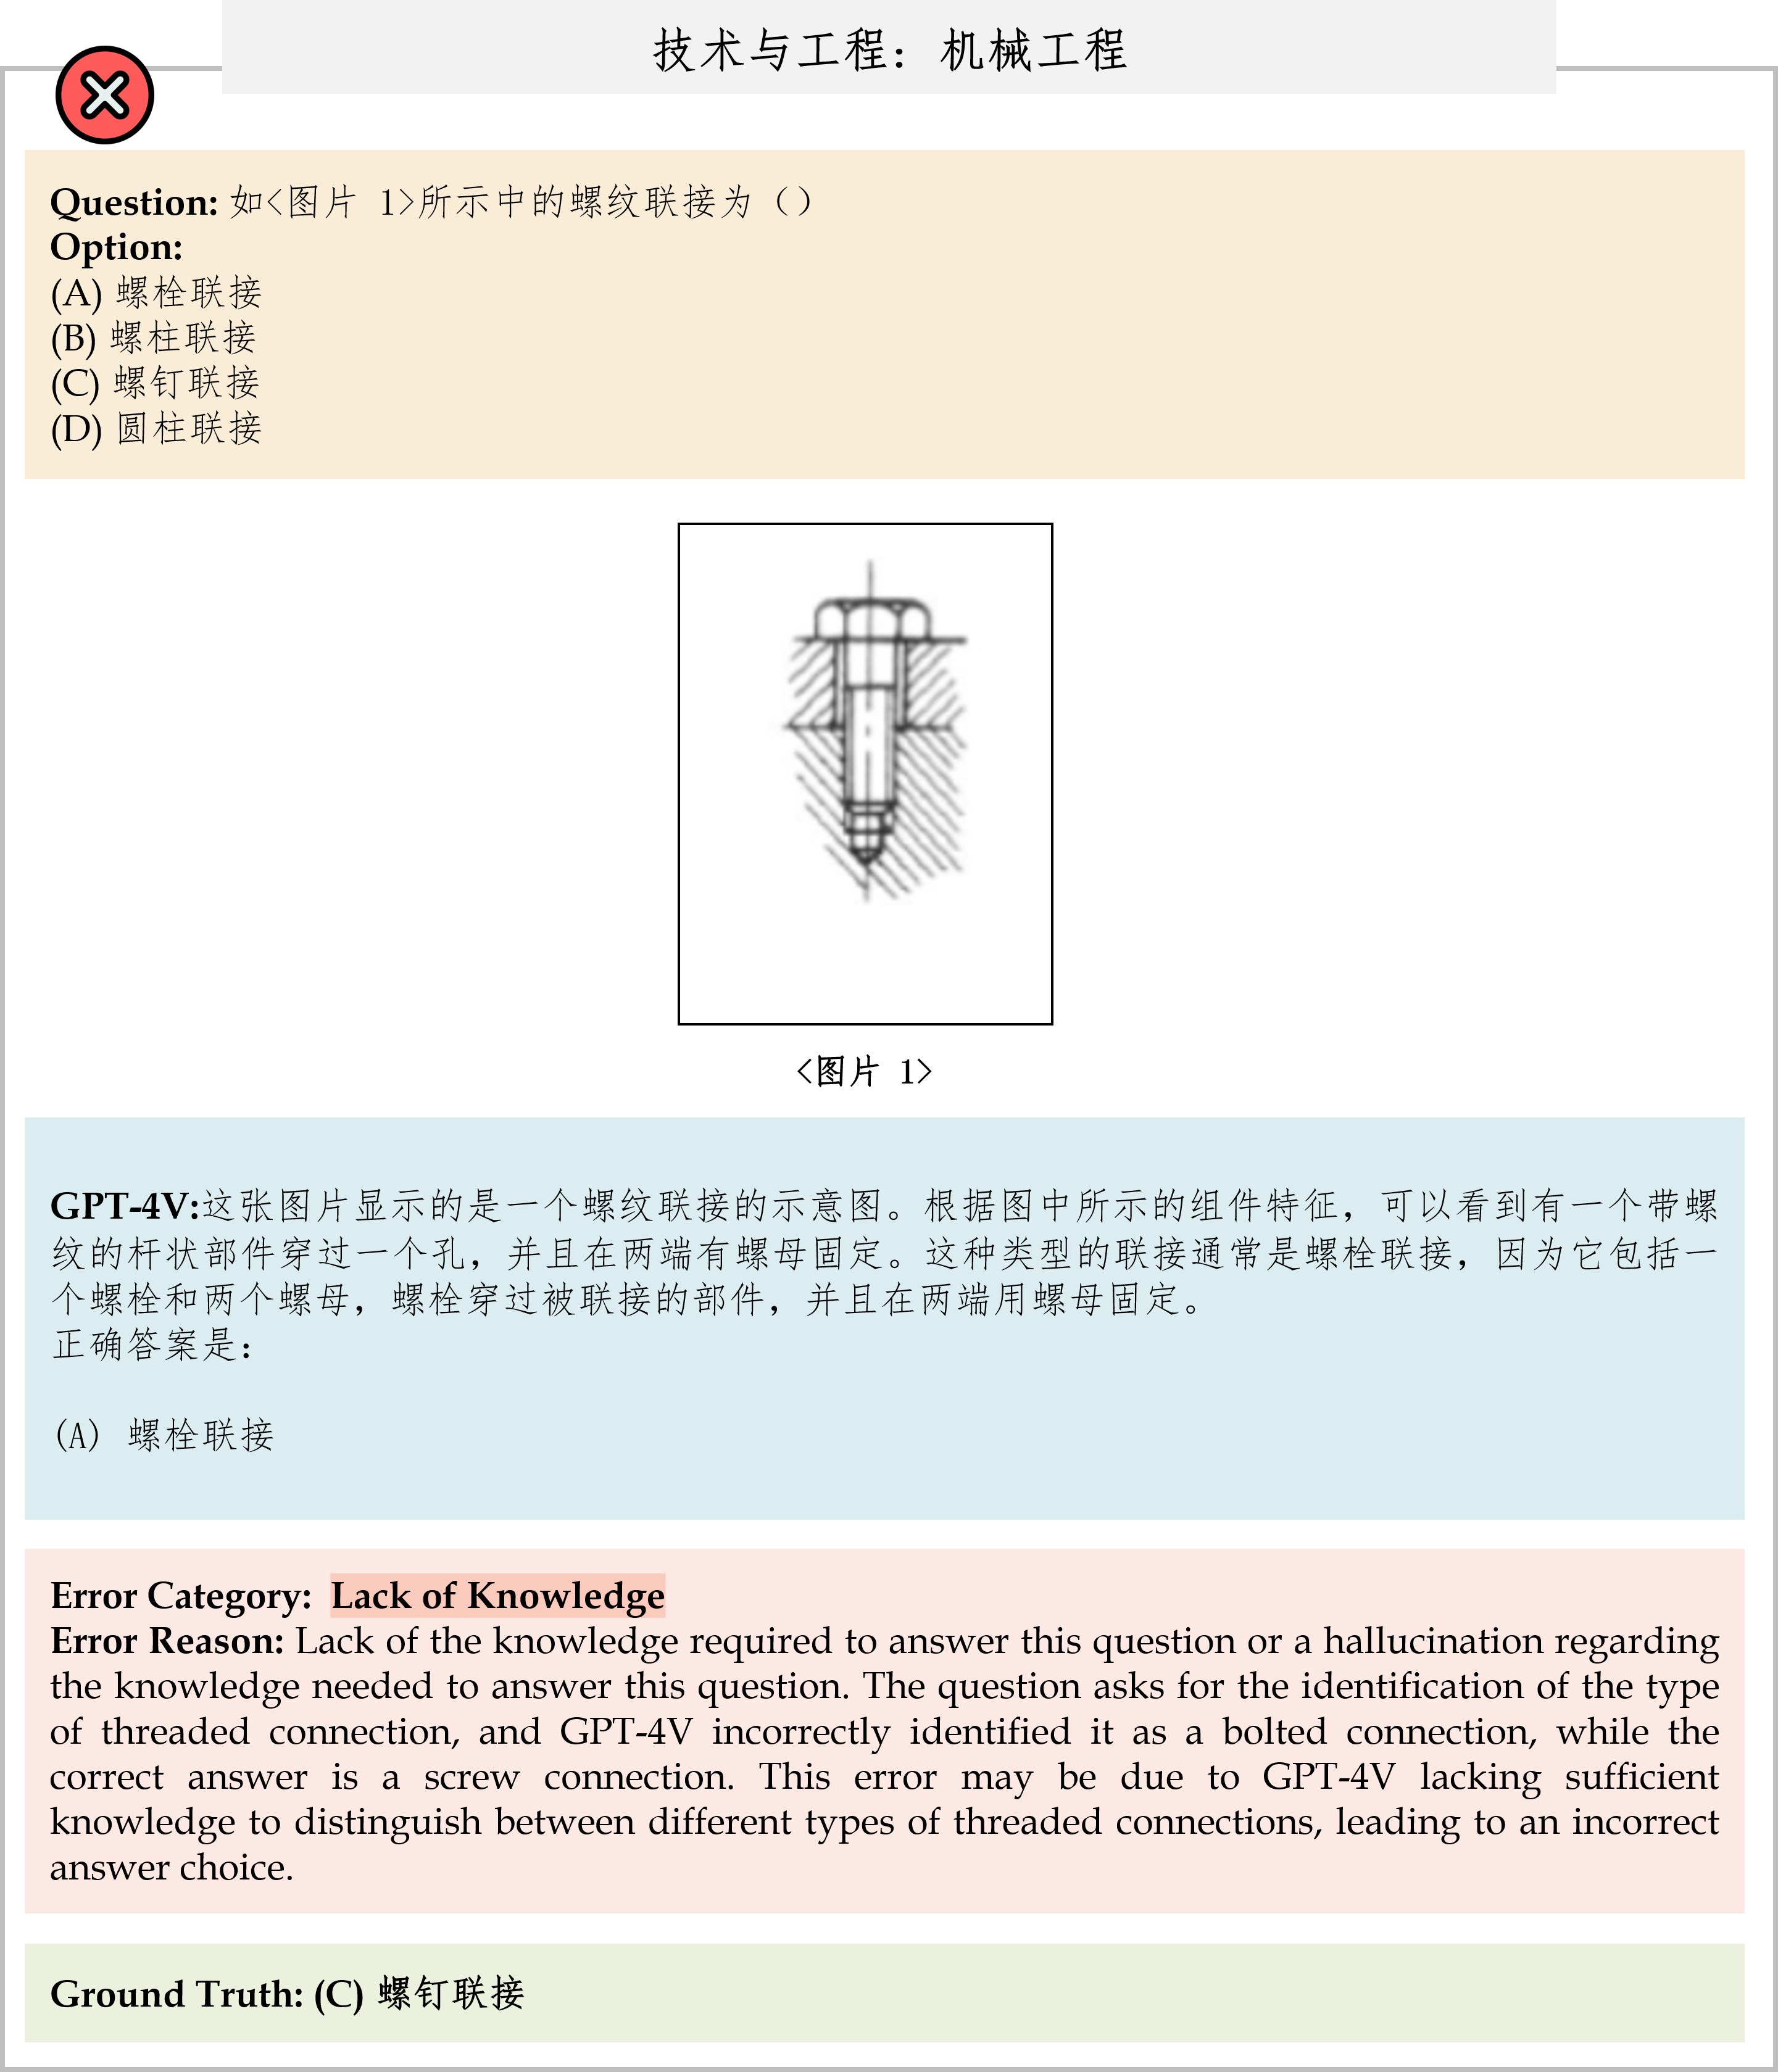 技术与工程：机械工程
Question: 如<图片 1>所示中的螺纹联接为（）
Option:
(A) 螺栓联接
(B) 螺柱联接
(C) 螺钉联接
(D) 圆柱联接
<图片 1>
GPT-4V:这张图片显示的是一个螺纹联接的示意图。根据图中所示的组件特征，可以看到有一个带螺
纹的杆状部件穿过一个孔，并且在两端有螺母固定。这种类型的联接通常是螺栓联接，因为它包括一
个螺栓和两个螺母，螺栓穿过被联接的部件，并且在两端用螺母固定。
正确答案是：
(A) 螺栓联接
Error Category: Lack of Knowledge
Error Reason: Lack of the knowledge required to answer this question or a hallucination regarding
the knowledge needed to answer this question. The question asks for the identification of the type
of threaded connection, and GPT-4V incorrectly identified it as a bolted connection, while the
correct answer is a screw connection. This error may be due to GPT-4V lacking sufficient
knowledge to distinguish between different types of threaded connections, leading to an incorrect
answer choice.
Ground Truth: (C) 螺钉联接